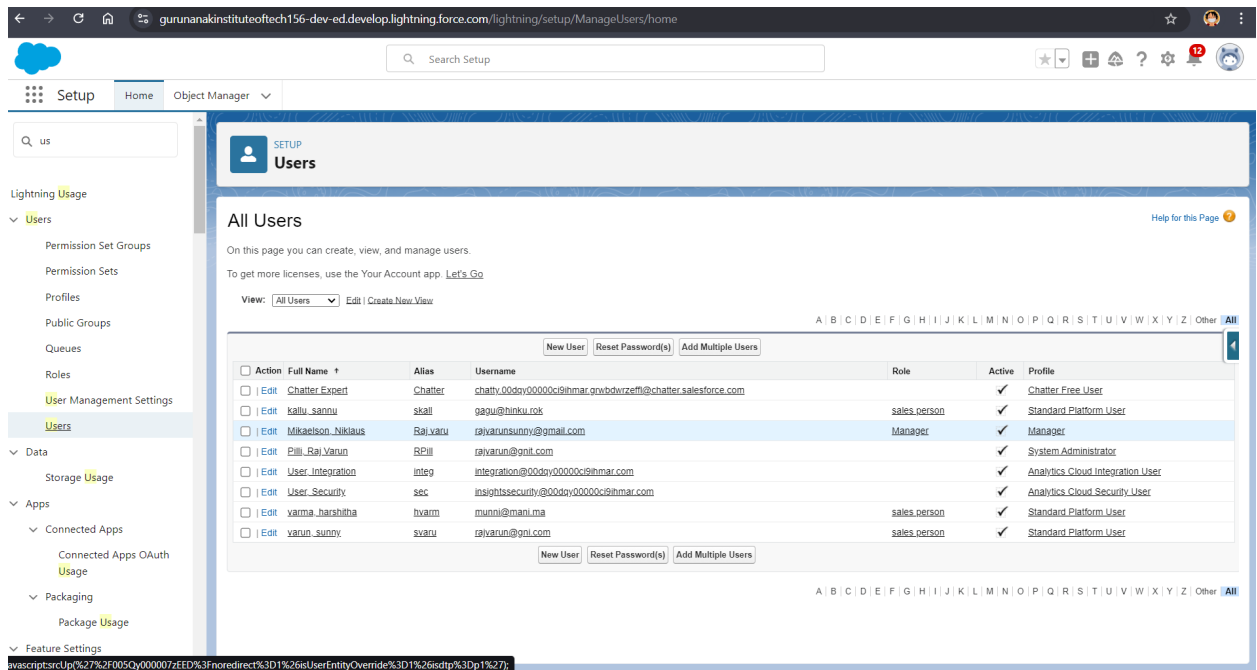 gurunanakinstituteoftech156-dev-ed.develop.lightning.force.com/lightning/setup/ManageUsers/home
Search Setup
12
Setup Home Object Manager
us
SETUP
Users
Lightning Usage
Users
Permission Set Groups
Permission Sets
Profiles
Public Groups
Queues
Roles
User Management Settings
Users
Data
Storage Usage
Apps
Connected Apps
Connected Apps OAuth
Usage
Packaging
Package Usage
Feature Settings
All Users
Help for this Page ?
On this page you can create, view, and manage users.
To get more licenses, use the Your Account app. Let's Go
View: All Users Edit | Create New View
A | B | C | D | E | F | G | H | I | J | K | L | M | N | O | P | Q | R | S | T | U | V | W | X | Y | Z | Other All
New User Reset Password(s) Add Multiple Users
Action Full Name ↑ Alias Username Role Active Profile
| Edit Chatter Expert Chatter chatty.00dqy00000ci9ihmar.grwbdwrzeffl@chatter.salesforce.com ✓ Chatter Free User
| Edit kallu, sannu skall gagu@hinku.rok sales person ✓ Standard Platform User
| Edit Mikaelson, Niklaus Raj varu rajvarunsunny@gmail.com Manager ✓ Manager
| Edit Pilli, Raj Varun RPill rajvarun@gnit.com ✓ System Administrator
| Edit User, Integration integ integration@00dqy00000ci9ihmar.com ✓ Analytics Cloud Integration User
| Edit User, Security sec insightssecurity@00dqy00000ci9ihmar.com ✓ Analytics Cloud Security User
| Edit varma, harshitha hvarm munni@mani.ma sales person ✓ Standard Platform User
| Edit varun, sunny svaru rajvarun@gni.com sales person ✓ Standard Platform User
New User Reset Password(s) Add Multiple Users
A | B | C | D | E | F | G | H | I | J | K | L | M | N | O | P | Q | R | S | T | U | V | W | X | Y | Z | Other All
avascript:srcUp(%27%2F005Qy000007zEED%3Fnoredirect%3D1%26isUserEntityOverride%3D1%26isdtp%3Dp1%27);